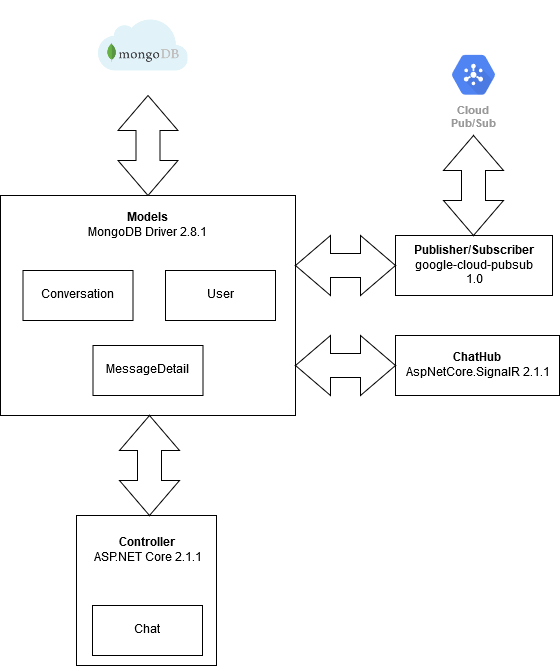 mongoDB
Cloud
Pub/Sub
Models
MongoDB Driver 2.8.1
Conversation
User
MessageDetail
Publisher/Subscriber
google-cloud-pubsub
1.0
ChatHub
AspNetCore.SignalR 2.1.1
Controller
ASP.NET Core 2.1.1
Chat